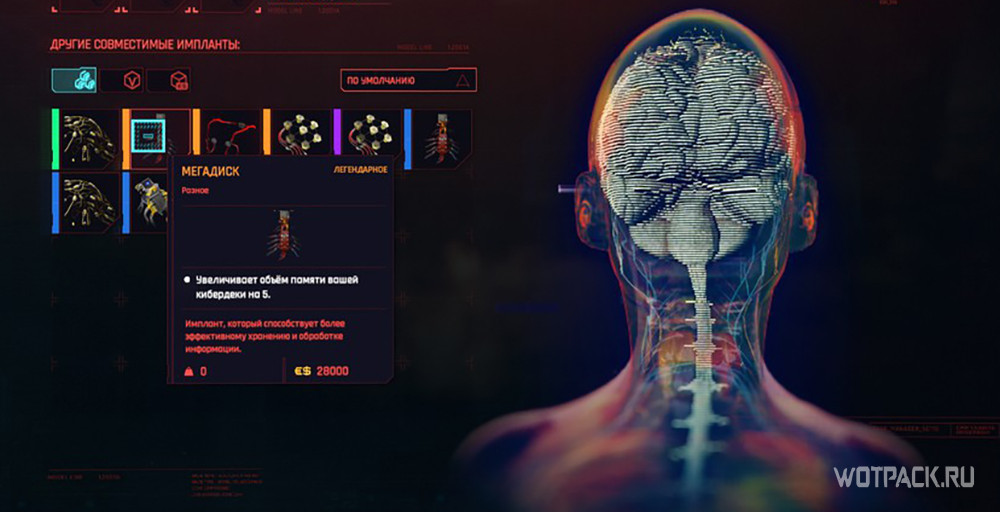 ДРУГИЕ СОВМЕСТИМЫЕ ИМПЛАНТЫ:
ПО УМОЛЧАНИЮ
МЕГАДИСК
ЛЕГЕНДАРНОЕ
Разное
Увеличивает объём памяти вашей
кибердеки на 5.
Имплант, который способствует более
эффективному хранению и обработке
информации.
0
€$ 28000
WOTPACK.RU